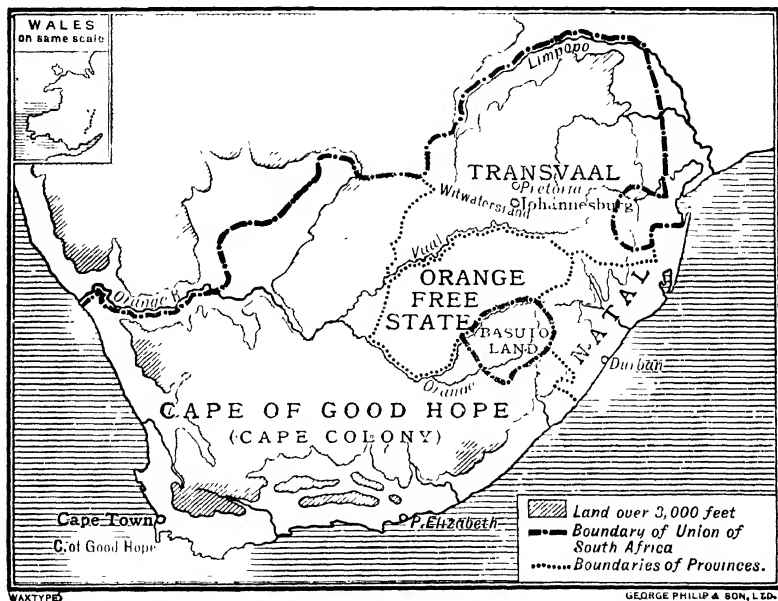 WALES
on same scale
Limpopo
TRANSVAAL
Pretoria
Witwatersrand
Johannesburg
Vaal
Orange R.
ORANGE
FREE
STATE
BASUTO
LAND
NATAL
Durban
Orange
CAPE OF GOOD HOPE
(CAPE COLONY)
Cape Town
C. of Good Hope
P. Elizabeth
Land over 3,000 feet
Boundary of Union of
South Africa
Boundaries of Provinces.
WAXTYPE
GEORGE PHILIP & SON, LTD.